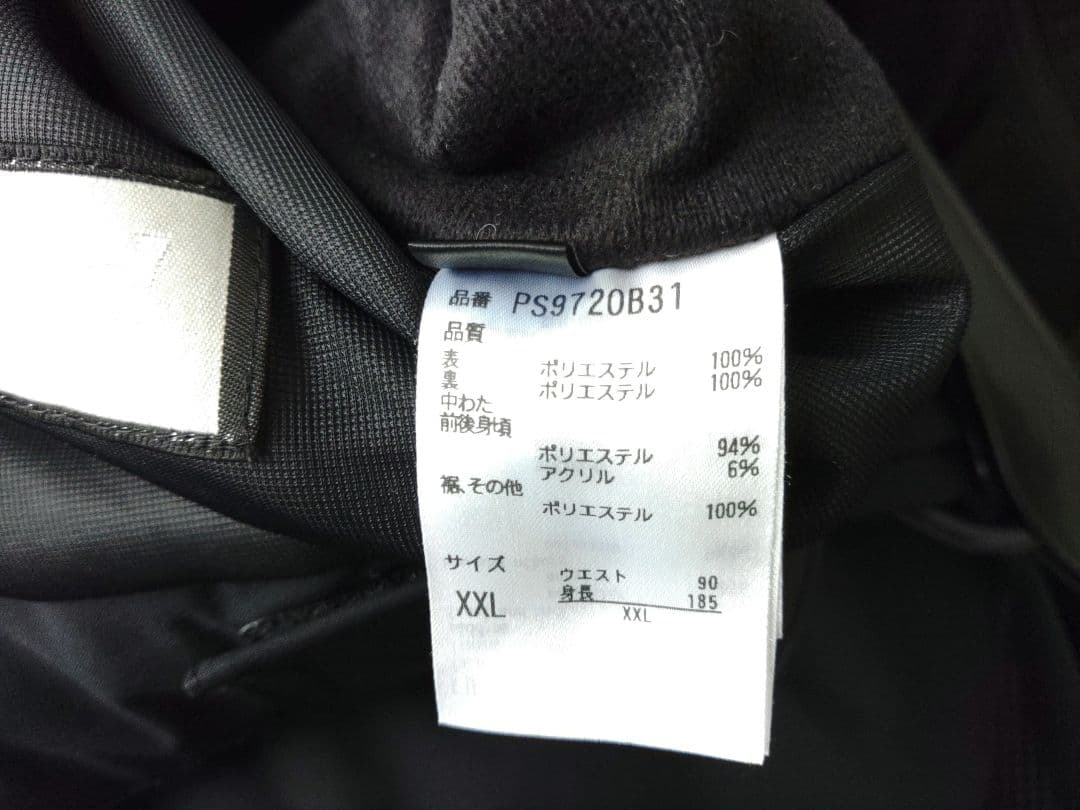 品番 PS9720B31
品質
表 ポリエステル 100%
裏 ポリエステル 100%
中わた
前後身頃
ポリエステル 94%
アクリル 6%
裾、その他
ポリエステル 100%
サイズ
XXL
ウエスト 90
身長 185
XXL